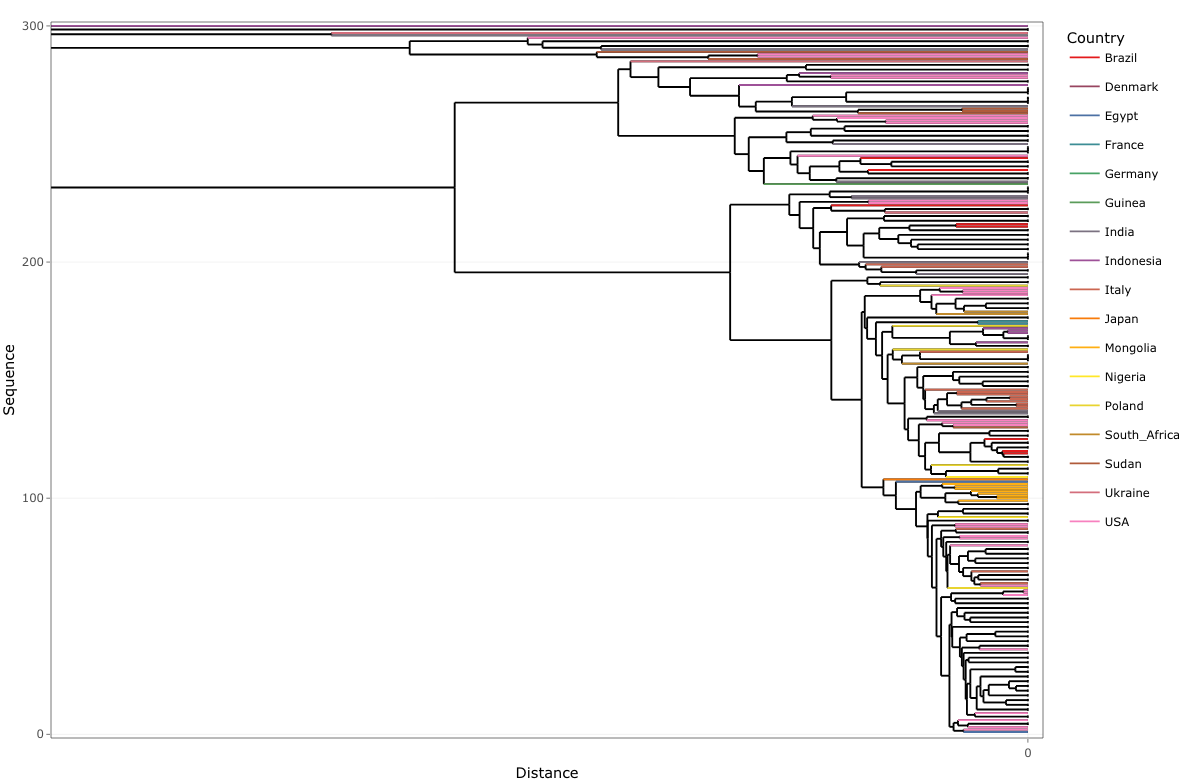 300
200
100
0
Sequence
0
Distance
Country
Brazil
Denmark
Egypt
France
Germany
Guinea
India
Indonesia
Italy
Japan
Mongolia
Nigeria
Poland
South_Africa
Sudan
Ukraine
USA